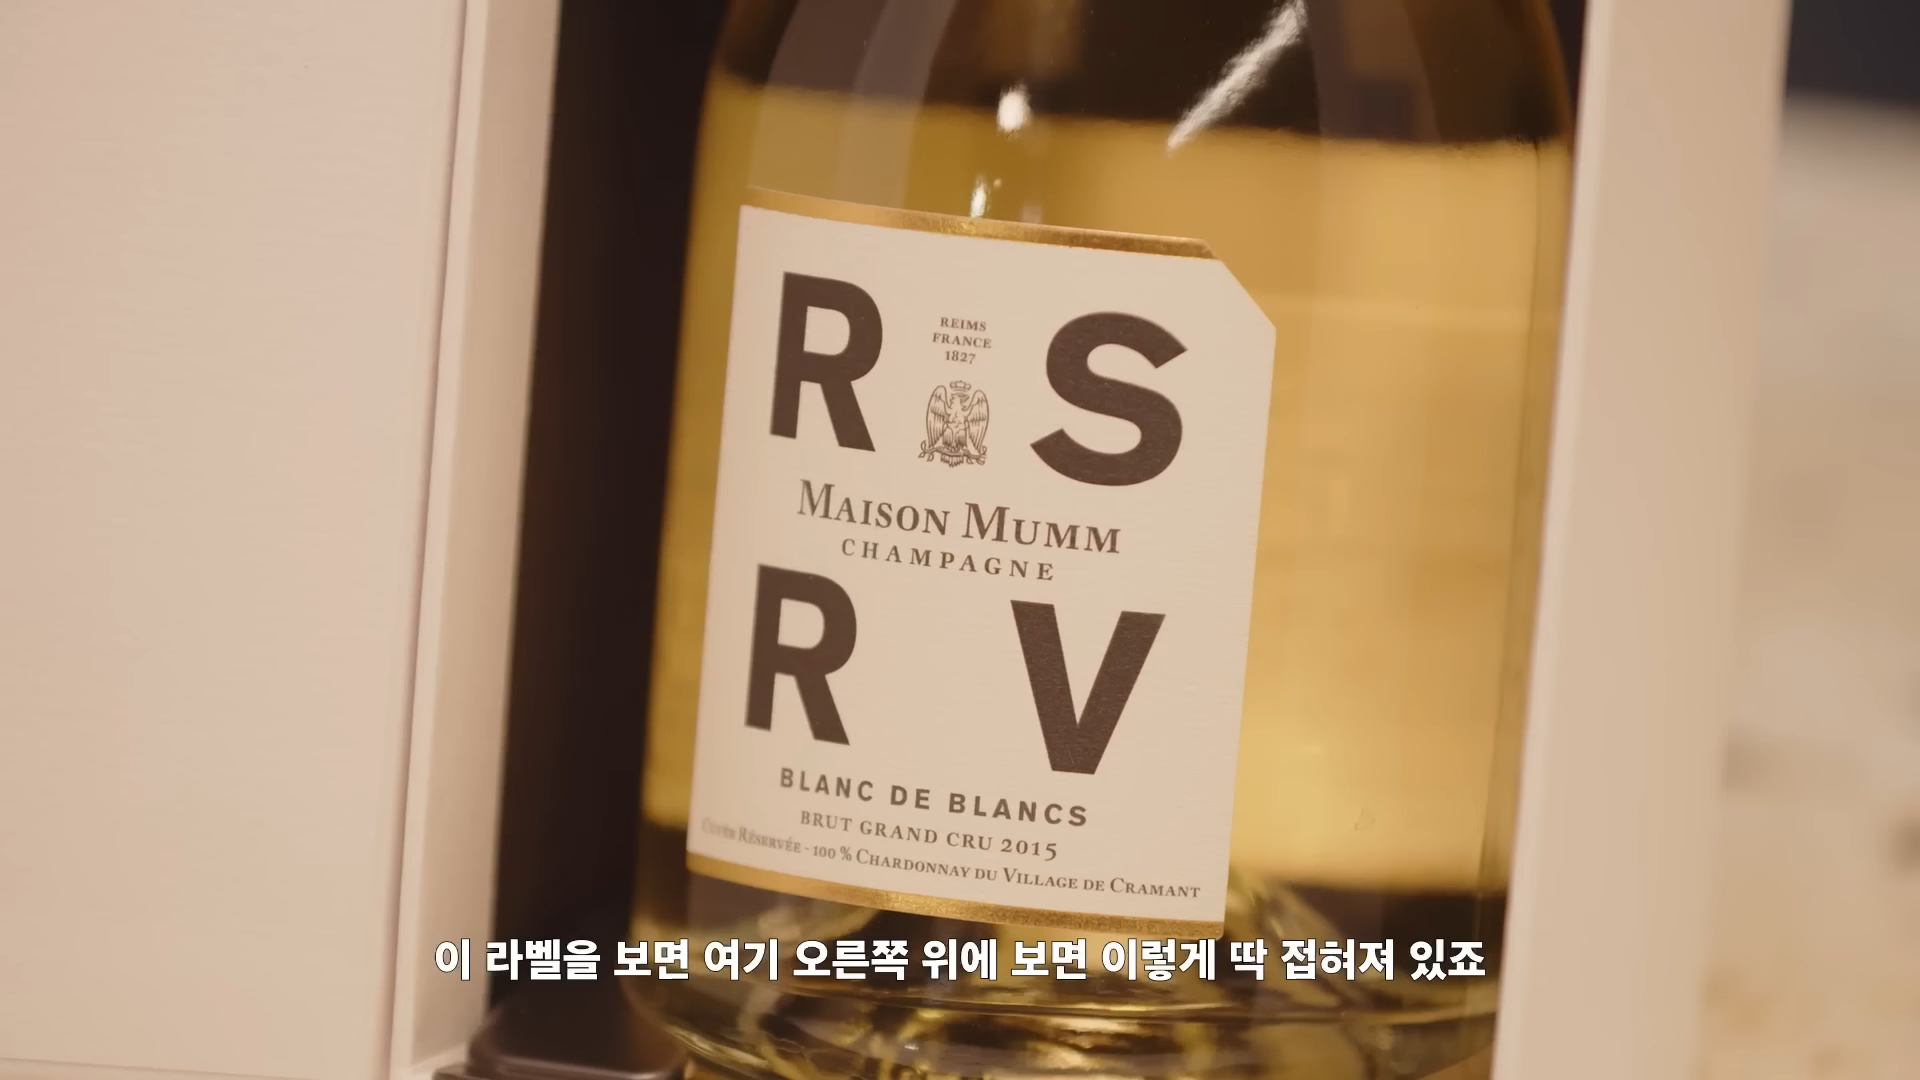 R S
REIMS
FRANCE
1827
MAISON MUMM
CHAMPAGNE
R V
BLANC DE BLANCS
BRUT GRAND CRU 2015
CUVÉE RÉSERVÉE - 100 % CHARDONNAY DU VILLAGE DE CRAMANT
이 라벨을 보면 여기 오른쪽 위에 보면 이렇게 딱 접혀져 있죠